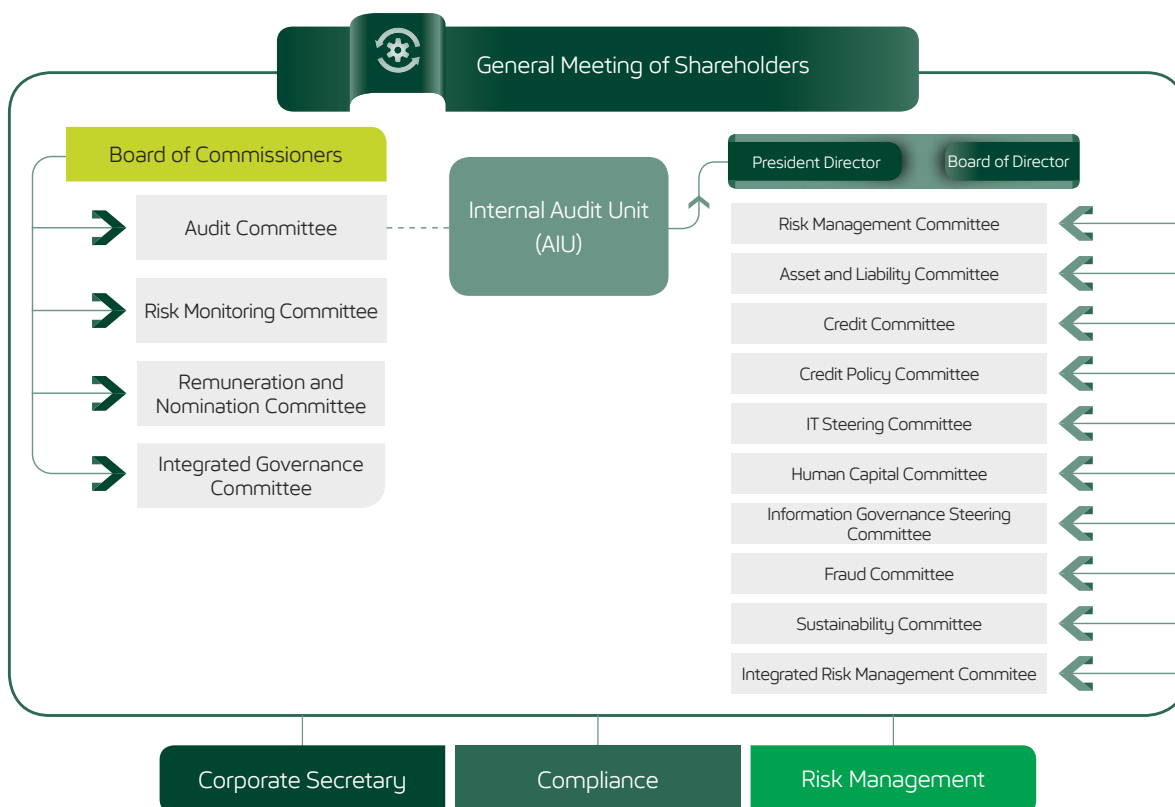 General Meeting of Shareholders
Board of Commissioners
Audit Committee
Risk Monitoring Committee
Remuneration and
Nomination Committee
Integrated Governance
Committee
Internal Audit Unit
(AIU)
President Director
Board of Director
Risk Management Committee
Asset and Liability Committee
Credit Committee
Credit Policy Committee
IT Steering Committee
Human Capital Committee
Information Governance Steering
Committee
Fraud Committee
Sustainability Committee
Integrated Risk Management Commitee
Corporate Secretary
Compliance
Risk Management